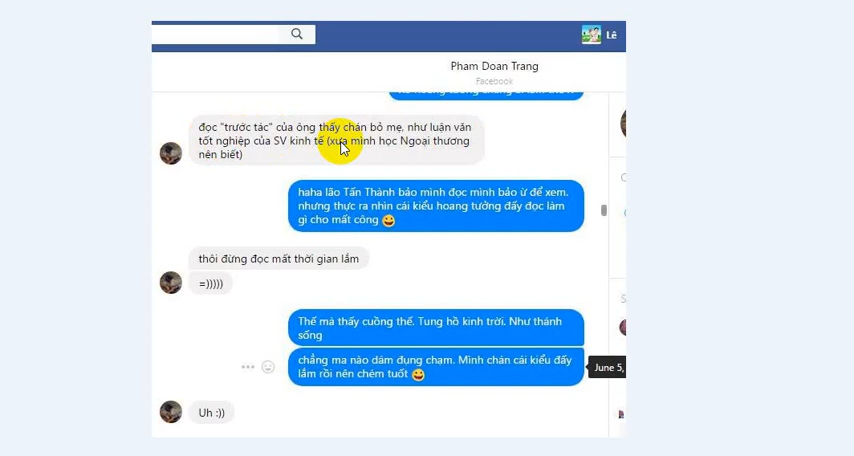 Lê
Pham Doan Trang
Facebook
đọc "trước tác" của ông thấy chán bỏ mẹ, như luận văn
tốt nghiệp của SV kinh tế (xưa mình học Ngoại thương
nên biết)
haha lão Tấn Thành bảo mình đọc mình bảo ừ để xem.
nhưng thực ra nhìn cái kiểu hoang tưởng đấy đọc làm
gì cho mất công 😀
thôi đừng đọc mất thời gian lắm
=)))))
Thế mà thấy cuồng thế. Tung hô kinh trời. Như thánh
sống
chẳng ma nào dám đụng chạm. Mình chán cái kiểu đấy
lắm rồi nên chém tuốt 😀
June 5,
Uh :))